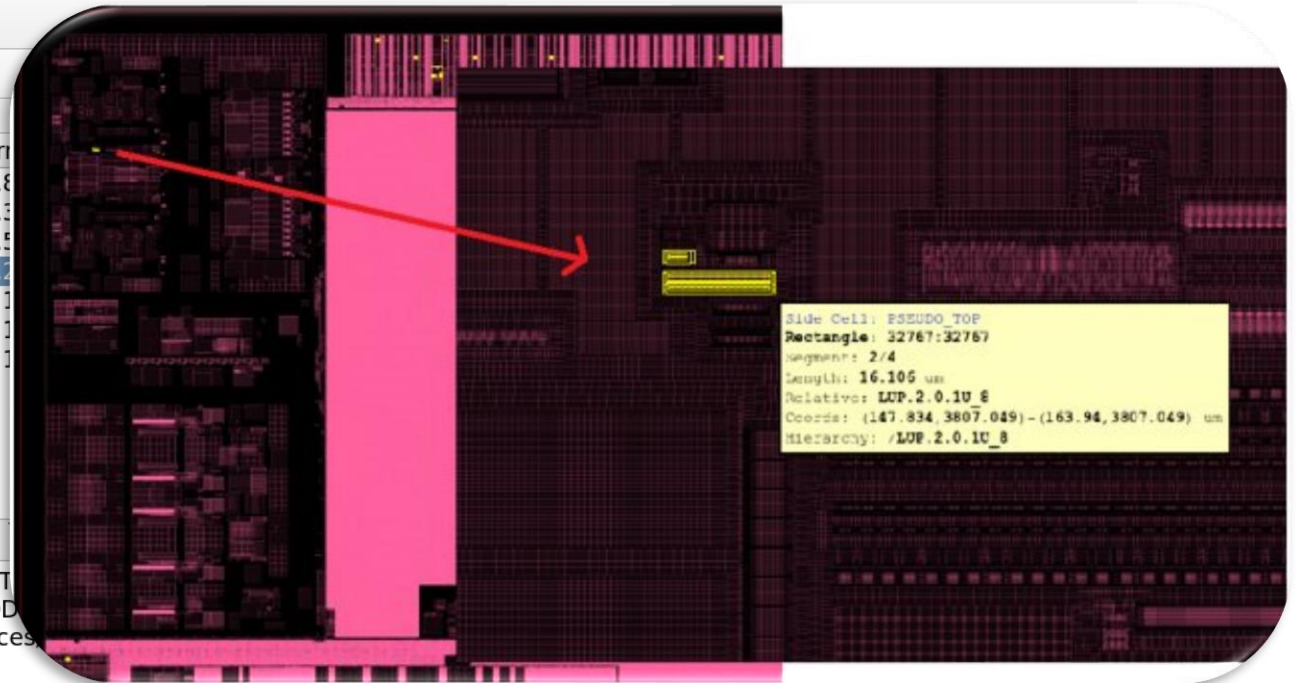 Side Cell: PSEUDO_TOP
Rectangle: 32767:32767
Segment: 2/4
Length: 16.106 um
Relative: LUP.2.0.1U_8
Coords: (147.834,3807.049)-(163.94,3807.049) um
Hierarchy: /LUP.2.0.1U_8
ces,